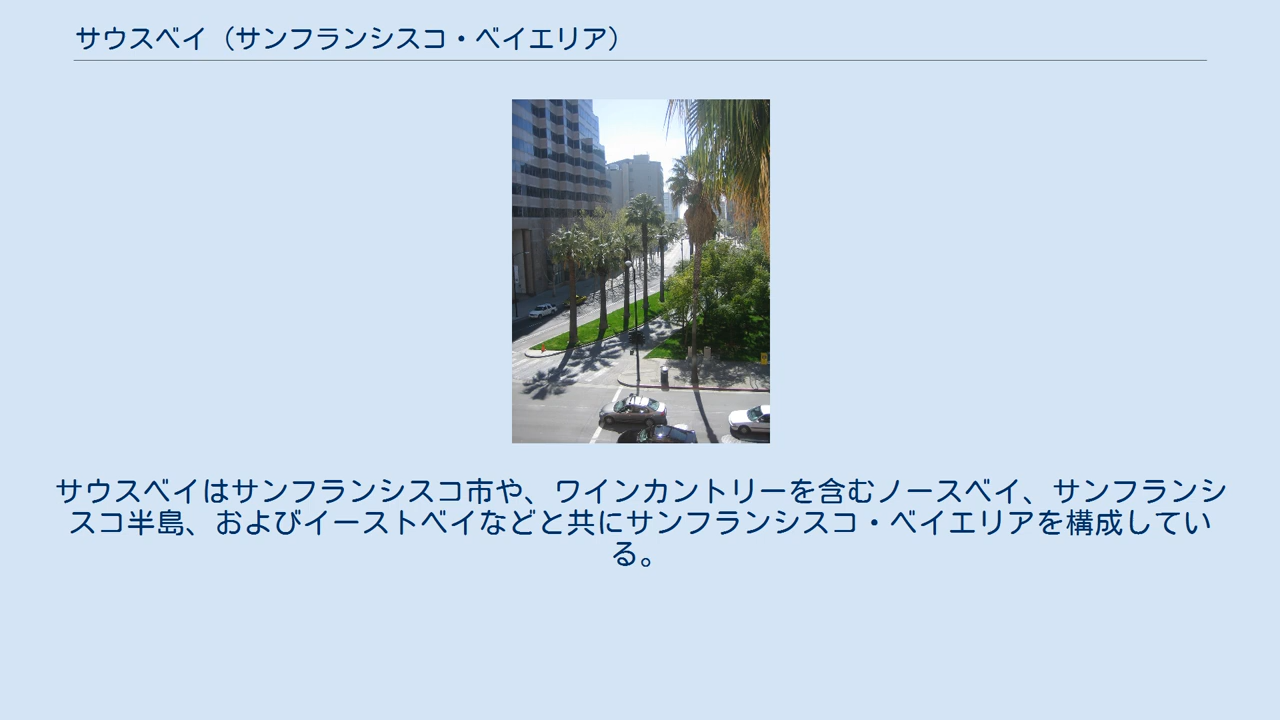 サウスベイ（サンフランシスコ・ベイエリア）
サウスベイはサンフランシスコ市や、ワインカントリーを含むノースベイ、サンフランシ
スコ半島、およびイーストベイなどと共にサンフランシスコ・ベイエリアを構成してい
る。